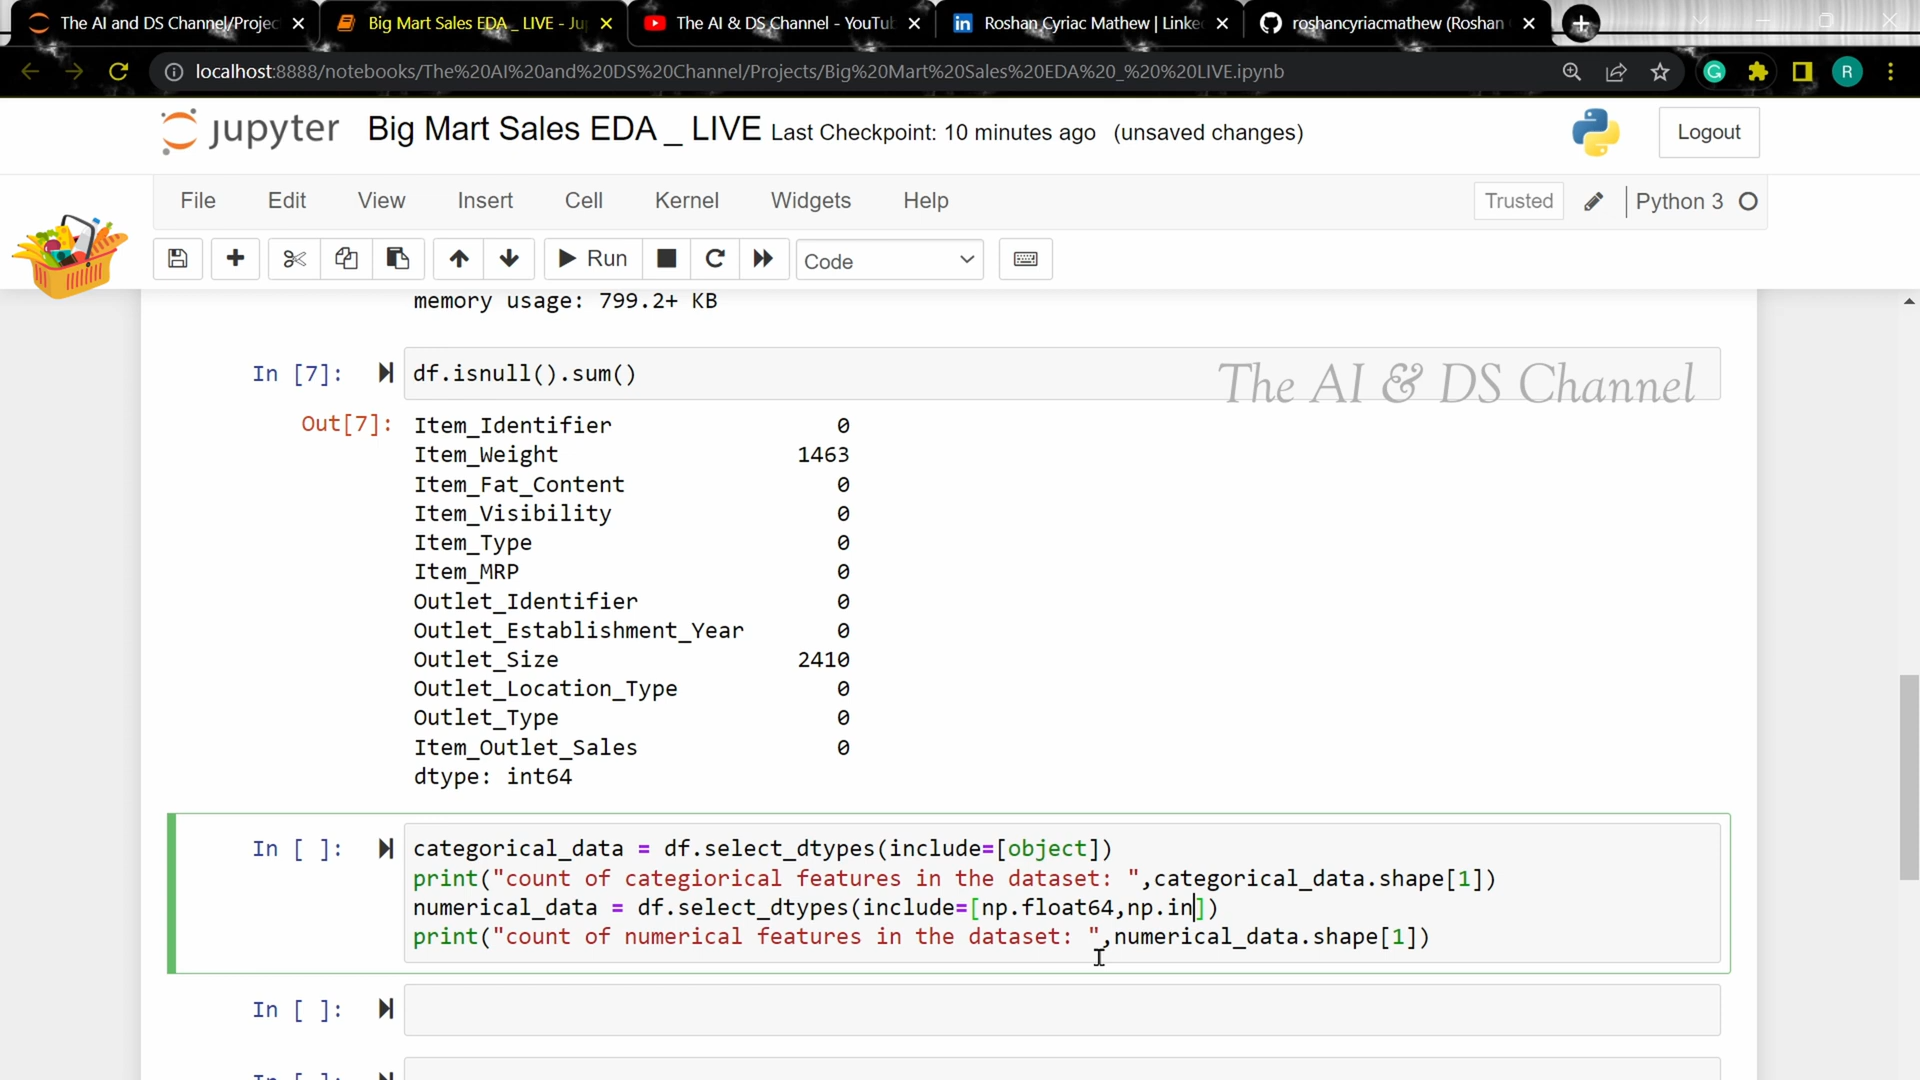 The AI and DS Channel/Projec
Big Mart Sales EDA _ LIVE - Ju
The AI & DS Channel - YouTu
Roshan Cyriac Mathew | Linke
roshancyriacmathew (Roshan
localhost:8888/notebooks/The%20AI%20and%20DS%20Channel/Projects/Big%20Mart%20Sales%20EDA%20_%20%20LIVE.ipynb
R
jupyter Big Mart Sales EDA _ LIVE Last Checkpoint: 10 minutes ago (unsaved changes)
Logout
File Edit View Insert Cell Kernel Widgets Help
Trusted Python 3
Run Code
memory usage: 799.2+ KB
In [7]: df.isnull().sum()
The AI & DS Channel
Out[7]: Item_Identifier 0
Item_Weight 1463
Item_Fat_Content 0
Item_Visibility 0
Item_Type 0
Item_MRP 0
Outlet_Identifier 0
Outlet_Establishment_Year 0
Outlet_Size 2410
Outlet_Location_Type 0
Outlet_Type 0
Item_Outlet_Sales 0
dtype: int64
In [ ]: categorical_data = df.select_dtypes(include=[object])
print("count of categiorical features in the dataset: ",categorical_data.shape[1])
numerical_data = df.select_dtypes(include=[np.float64,np.in])
print("count of numerical features in the dataset: ",numerical_data.shape[1])
In [ ]:
In [ ]: